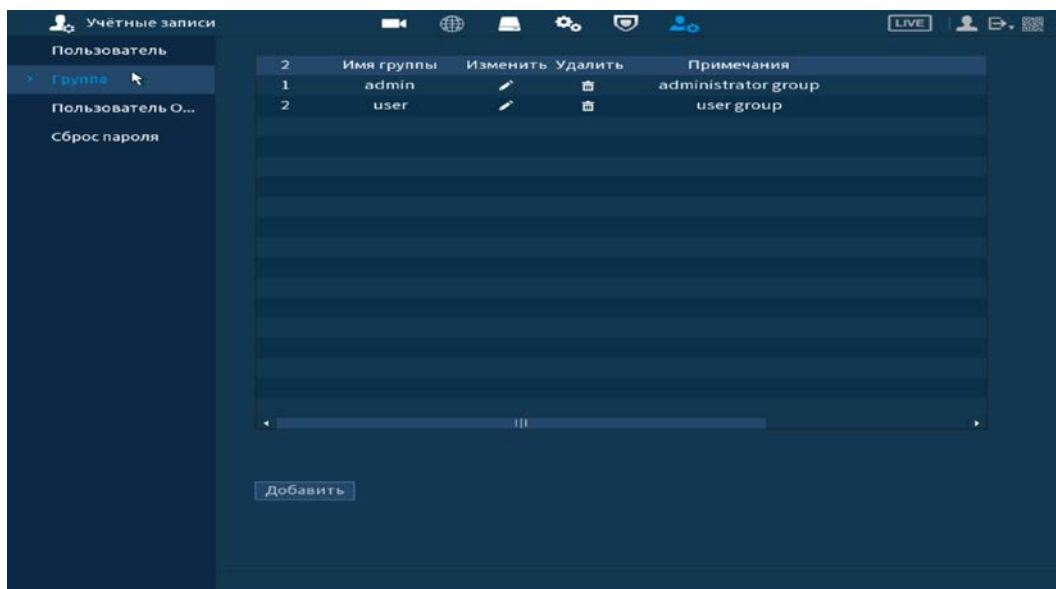 Учётные записи
LIVE
Пользователь
Группа
Пользователь О...
Сброс пароля
2 Имя группы Изменить Удалить Примечания
1 admin administrator group
2 user user group
Добавить